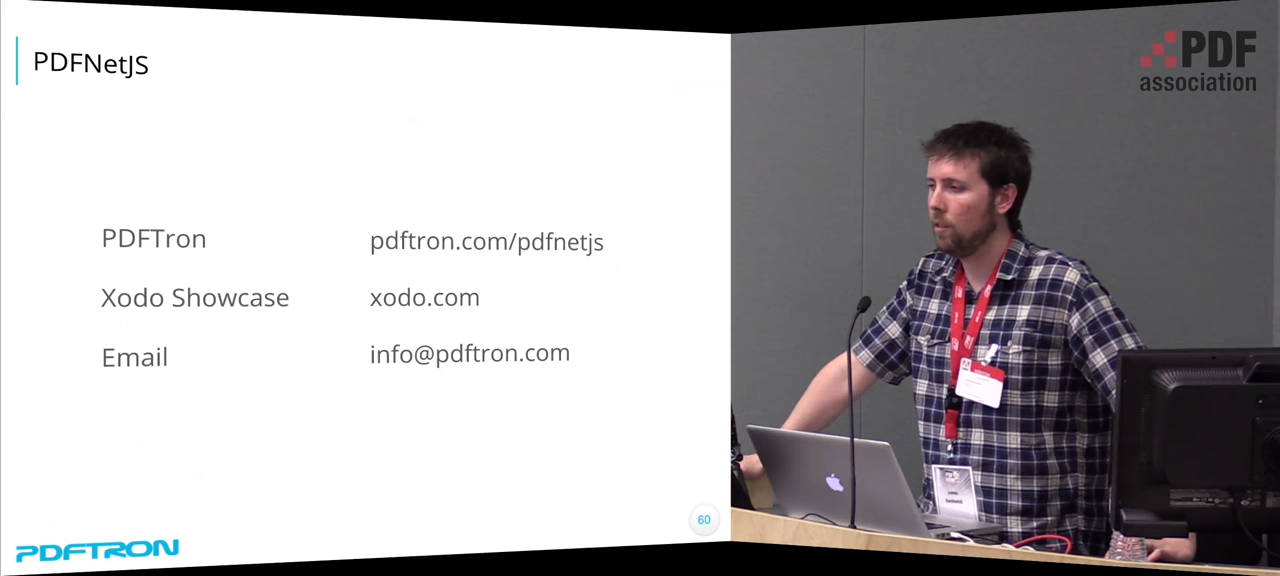 PDFNetJS
PDFTron pdftron.com/pdfnetjs
Xodo Showcase xodo.com
Email info@pdftron.com
60
PDFTRON
PDF
association